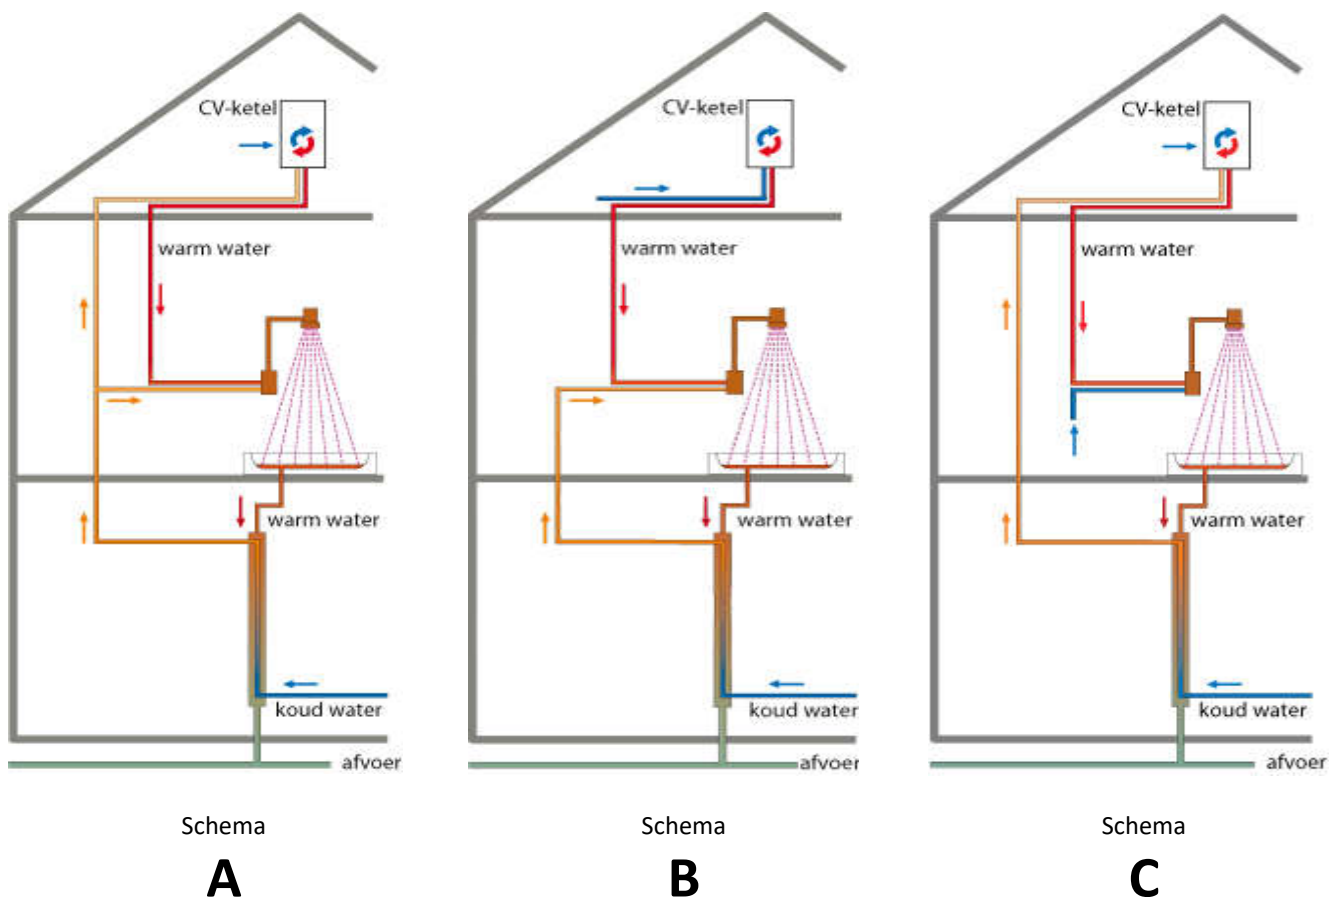 CV-ketel
warm water
warm water
koud water
afvoer
Schema
A
CV-ketel
warm water
warm water
koud water
afvoer
Schema
B
CV-ketel
warm water
warm water
koud water
afvoer
Schema
C